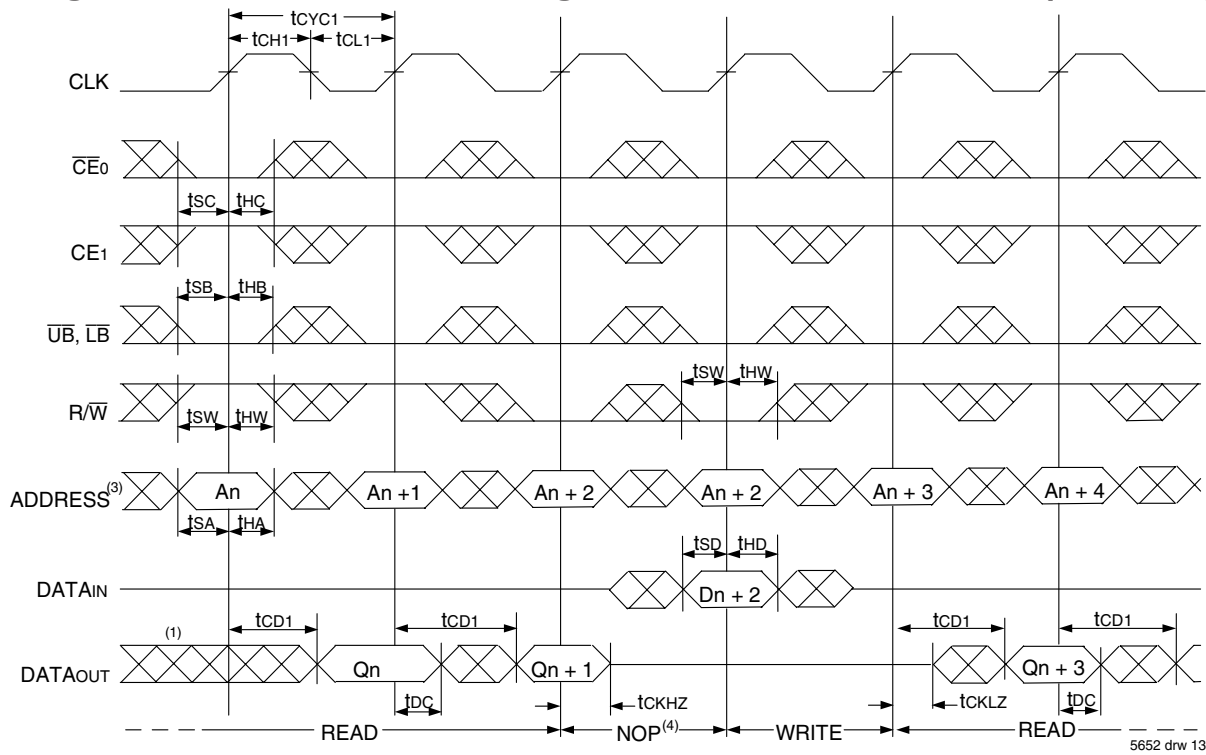 tCYC1
tCH1 tCL1
CLK
CE0
tSC tHC
CE1
tSB tHB
UB, LB
tSW tHW
R/W
tSW tHW
An An +1 An + 2 An + 2 An + 3 An + 4
ADDRESS(3)
tSA tHA
tSD tHD
DATAIN
Dn + 2
(1) tCD1 tCD1 tCD1 tCD1
DATAOUT Qn Qn + 1 Qn + 3
tDC tCKHZ tCKLZ tDC
READ NOP(4) WRITE READ
5652 drw 13